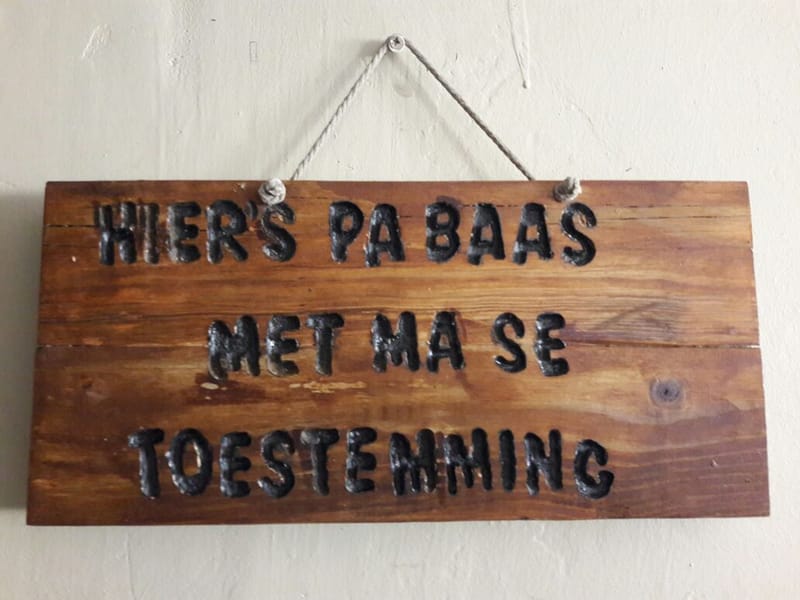 HIER'S PA BAAS
MET MA SE
TOESTEMMING